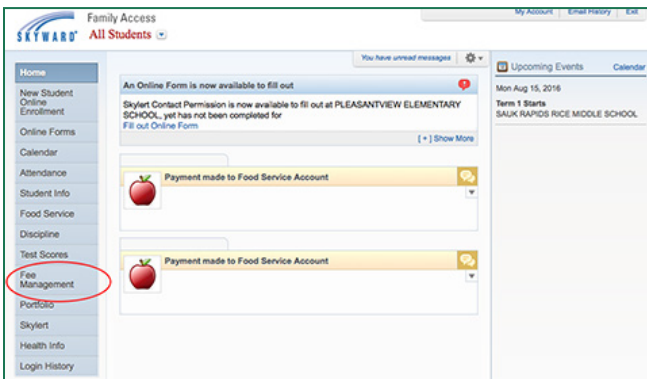 My Account Email History Exit
Family Access
SKYWARD All Students
You have unread messages
Home
New Student
Online
Enrollment
Online Forms
Calendar
Attendance
Student Info
Food Service
Discipline
Test Scores
Fee
Management
Portfolio
Skylert
Health Info
Login History
An Online Form is now available to fill out
Skylert Contact Permission is now available to fill out at PLEASANTVIEW ELEMENTARY
SCHOOL, yet has not been completed for
Fill out Online Form
[ + ] Show More
Payment made to Food Service Account
Payment made to Food Service Account
Upcoming Events Calendar
Mon Aug 15, 2016
Term 1 Starts
SAUK RAPIDS RICE MIDDLE SCHOOL